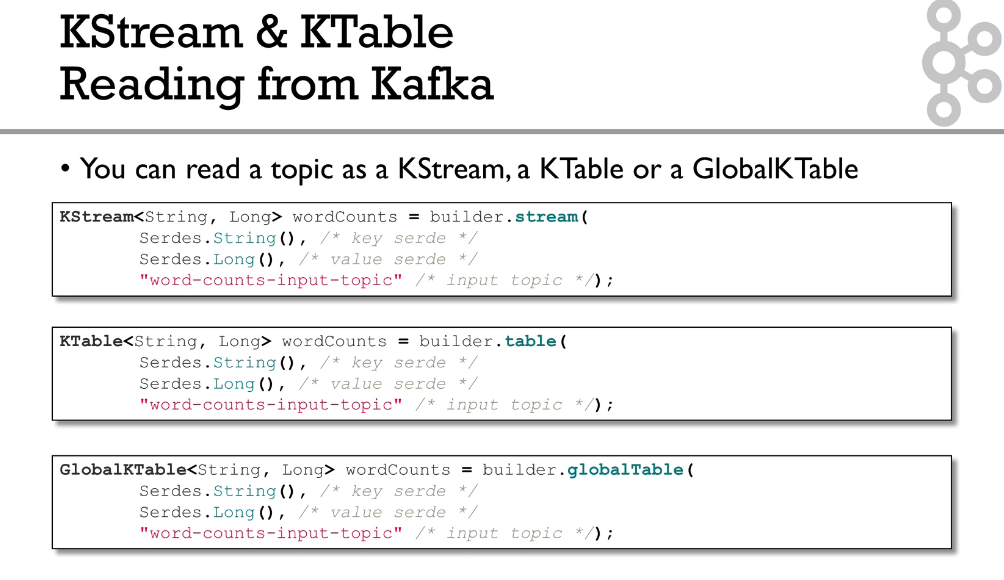 KStream & KTable
Reading from Kafka
• You can read a topic as a KStream, a KTable or a GlobalKTable
KStream<String, Long> wordCounts = builder.stream(
Serdes.String(), /* key serde */
Serdes.Long(), /* value serde */
"word-counts-input-topic" /* input topic */);
KTable<String, Long> wordCounts = builder.table(
Serdes.String(), /* key serde */
Serdes.Long(), /* value serde */
"word-counts-input-topic" /* input topic */);
GlobalKTable<String, Long> wordCounts = builder.globalTable(
Serdes.String(), /* key serde */
Serdes.Long(), /* value serde */
"word-counts-input-topic" /* input topic */);